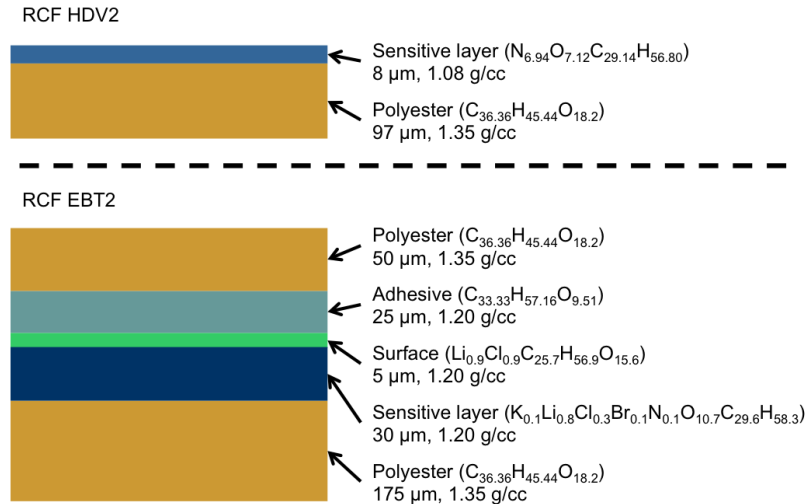 RCF HDV2
Sensitive layer (N6.94O7.12C29.14H56.80)
8 µm, 1.08 g/cc
Polyester (C36.36H45.44O18.2)
97 µm, 1.35 g/cc
RCF EBT2
Polyester (C36.36H45.44O18.2)
50 µm, 1.35 g/cc
Adhesive (C33.33H57.16O9.51)
25 µm, 1.20 g/cc
Surface (Li0.9Cl0.9C25.7H56.9O15.6)
5 µm, 1.20 g/cc
Sensitive layer (K0.1Li0.8Cl0.3Br0.1N0.1O10.7C29.6H58.3)
30 µm, 1.20 g/cc
Polyester (C36.36H45.44O18.2)
175 µm, 1.35 g/cc